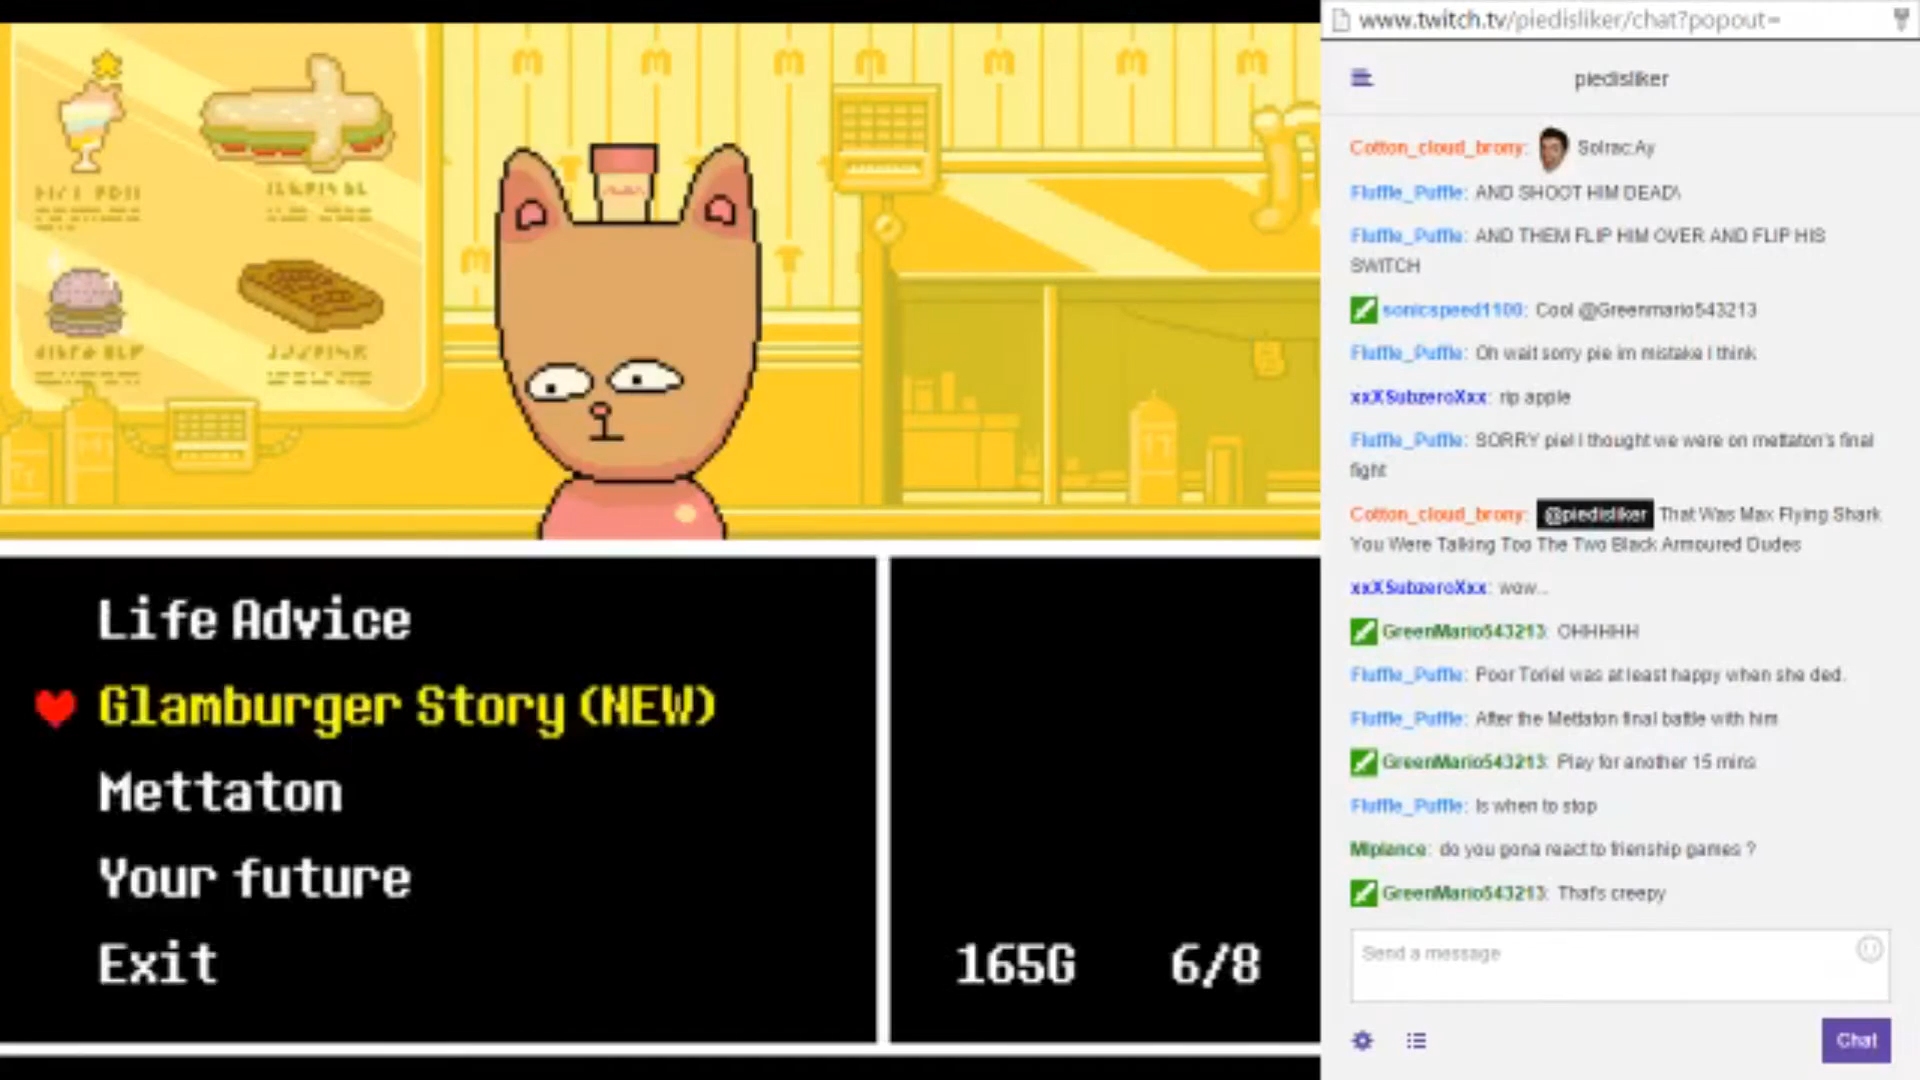 www.twitch.tv/piedisliker/chat?popout=
piedisliker
Cotton_cloud_brony: Solrac:Ay
Fluffle_Puffle: AND SHOOT HIM DEAD\
Fluffle_Puffle: AND THEM FLIP HIM OVER AND FLIP HIS
SWITCH
sonicspeed1100: Cool @Greenmario543213
Fluffle_Puffle: Oh wait sorry pie im mistake I think
xxXSubzeroXxx: rip apple
Fluffle_Puffle: SORRY pie! I thought we were on mettaton's final
fight
Cotton_cloud_brony: @piedisliker That Was Max Flying Shark
You Were Talking Too The Two Black Armoured Dudes
xxXSubzeroXxx: wow...
GreenMario543213: OHHHHH
Fluffle_Puffle: Poor Toriel was at least happy when she ded.
Fluffle_Puffle: After the Mettaton final battle with him
GreenMario543213: Play for another 15 mins
Fluffle_Puffle: Is when to stop
Miplance: do you gona react to frienship games ?
GreenMario543213: That's creepy
Send a message
Chat
Life Advice
Glamburger Story (NEW)
Mettaton
Your future
Exit
165G 6/8